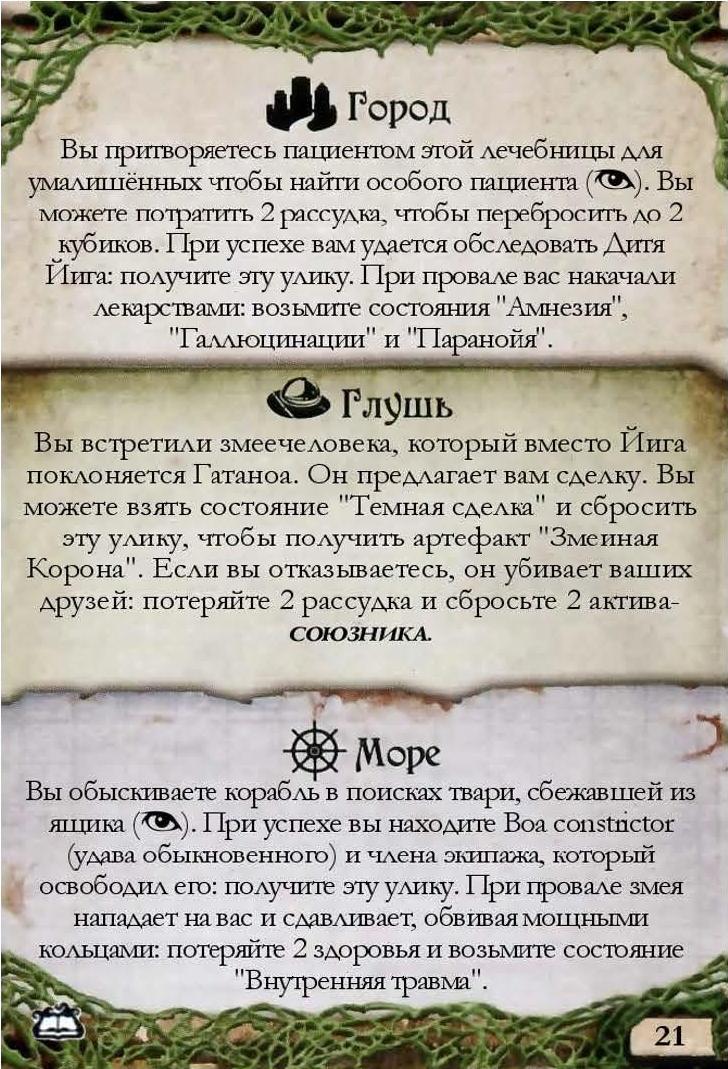 Город
Вы притворяетесь пациентом этой лечебницы для
умалишённых чтобы найти особого пациента (). Вы
можете потратить 2 рассудка, чтобы перебросить до 2
кубиков. При успехе вам удается обследовать Дитя
Йига: получите эту улику. При провале вас накачали
лекарствами: возьмите состояния "Амнезия",
"Галлюцинации" и "Паранойя".
Глушь
Вы встретили змеечеловека, который вместо Йига
поклоняется Гатаноа. Он предлагает вам сделку. Вы
можете взять состояние "Темная сделка" и сбросить
эту улику, чтобы получить артефакт "Змеиная
Корона". Если вы отказываетесь, он убивает ваших
друзей: потеряйте 2 рассудка и сбросьте 2 актива-
СОЮЗНИКА.
Море
Вы обыскиваете корабль в поисках твари, сбежавшей из
ящика (). При успехе вы находите Boa constrictor
(удава обыкновенного) и члена экипажа, который
освободил его: получите эту улику. При провале змея
нападает на вас и сдавливает, обвивая мощными
кольцами: потеряйте 2 здоровья и возьмите состояние
"Внутренняя травма".
21